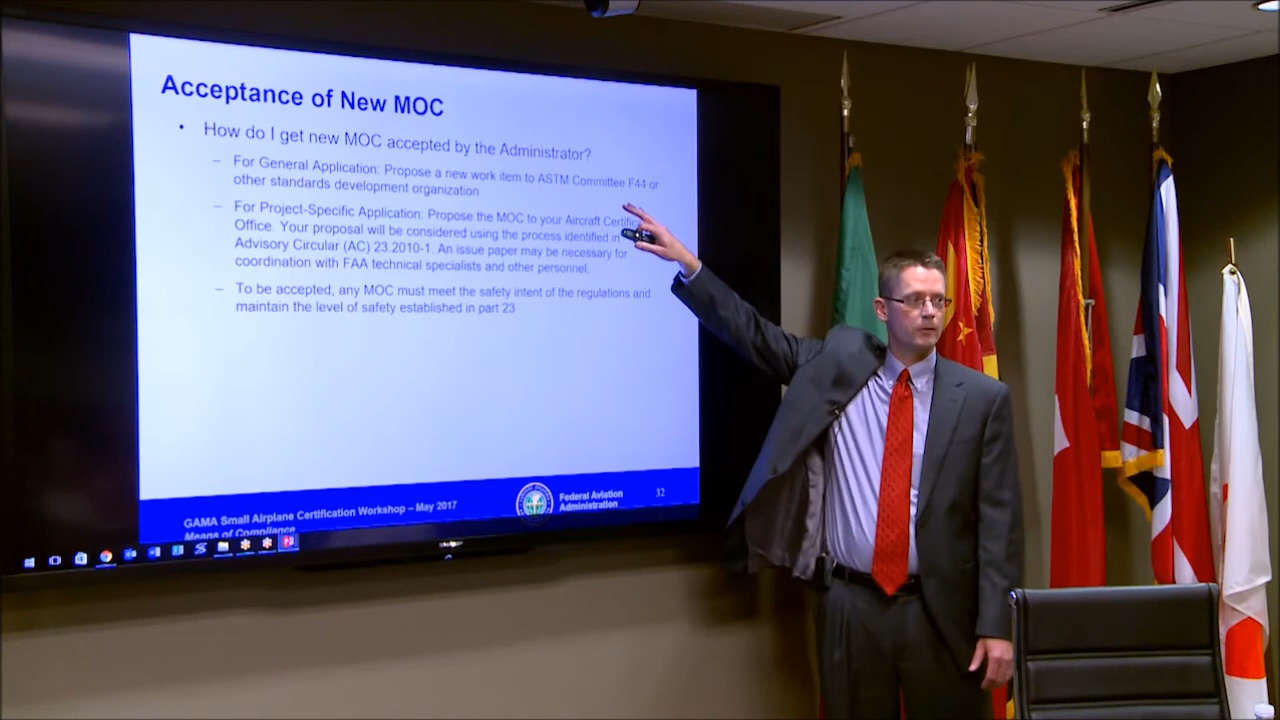 Acceptance of New MOC
• How do I get new MOC accepted by the Administrator?
– For General Application: Propose a new work item to ASTM Committee F44 or
other standards development organization
– For Project-Specific Application: Propose the MOC to your Aircraft
Office. Your proposal will be considered using the process identified in
Advisory Circular (AC) 23.2010-1. An issue paper may be necessary for
coordination with FAA technical specialists and other personnel.
– To be accepted, any MOC must meet the safety intent of the regulations and
maintain the level of safety established in part 23
GAMA Small Airplane Certification Workshop – May 2017
Means of Compliance
Federal Aviation
Administration
32